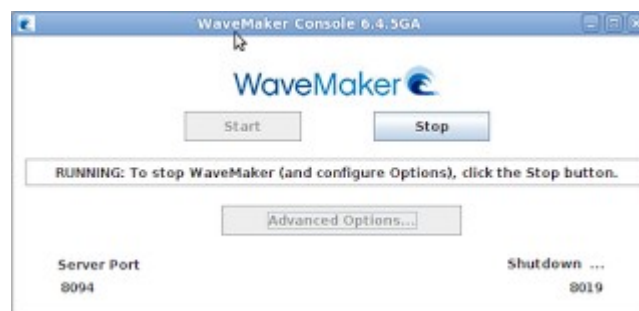 WaveMaker Console 6.4.5GA
WaveMaker
Start Stop
RUNNING: To stop WaveMaker (and configure Options), click the Stop button.
Advanced Options...
Server Port Shutdown ...
8094 8019